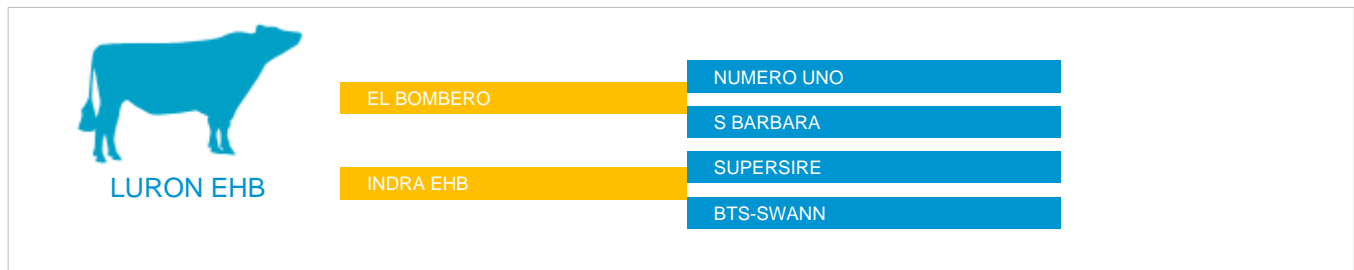 LURON EHB
EL BOMBERO
INDRA EHB
NUMERO UNO
S BARBARA
SUPERSIRE
BTS-SWANN